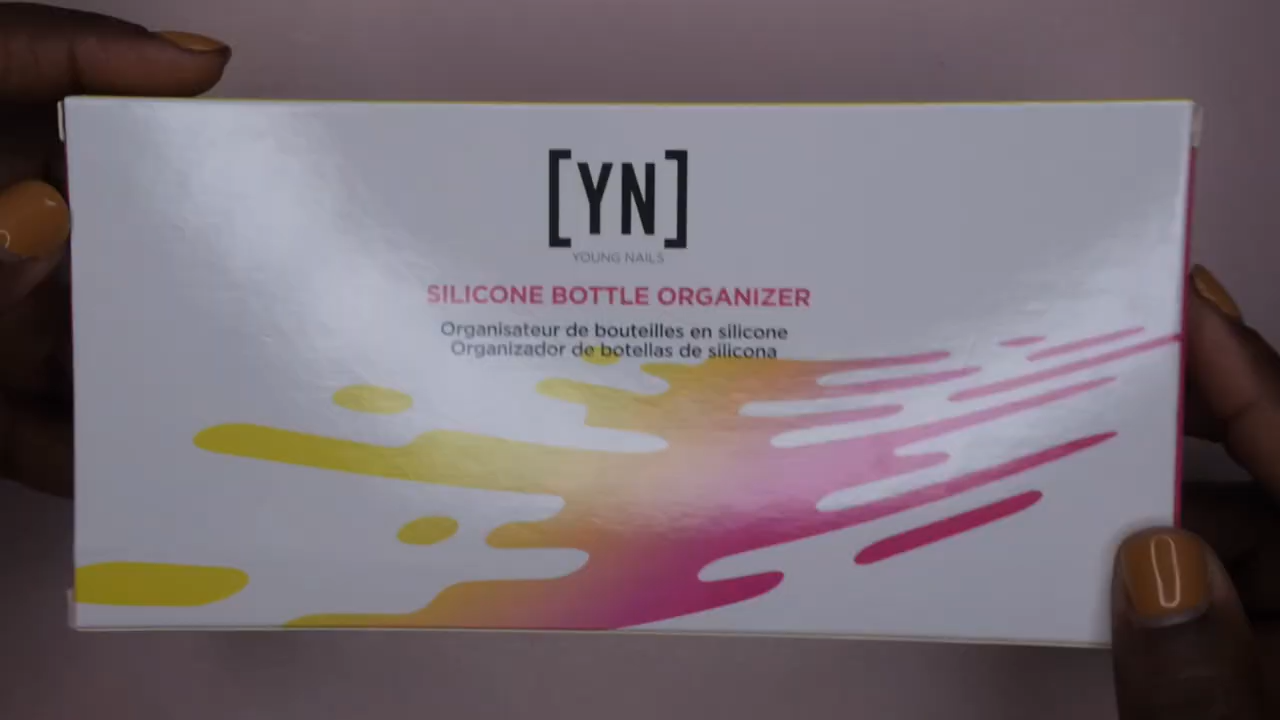 [YN]
YOUNG NAILS
SILICONE BOTTLE ORGANIZER
Organisateur de bouteilles en silicone
Organizador de botellas de silicona